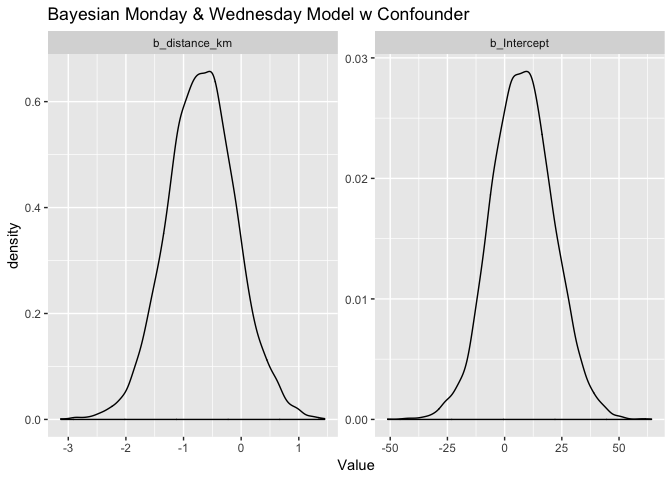 Bayesian Monday & Wednesday Model w Confounder
b_distance_km
b_Intercept
density
0.6
0.4
0.2
0.0
0.03
0.02
0.01
0.00
-3 -2 -1 0 1
-50 -25 0 25 50
Value